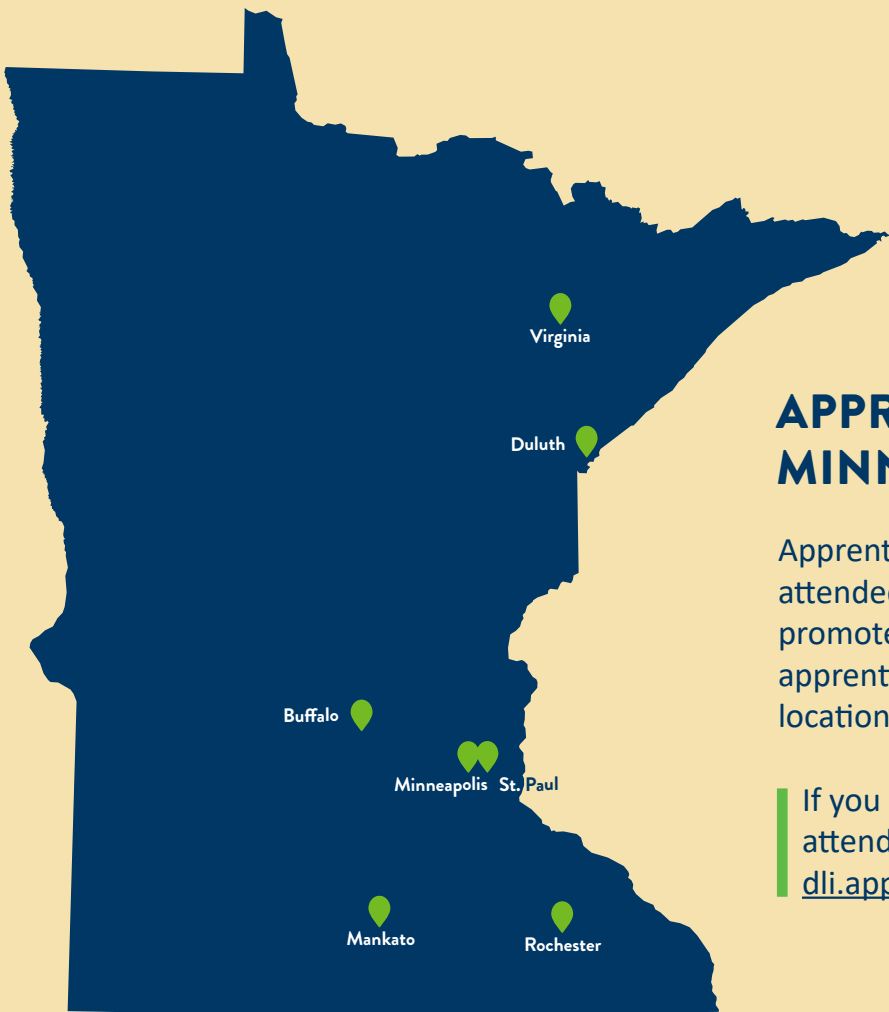 Virginia
Duluth
Buffalo
Minneapolis St. Paul
Mankato
Rochester
APPR
MINN
Apprent
attended
promote
apprent
location
If you
attend
dli.app